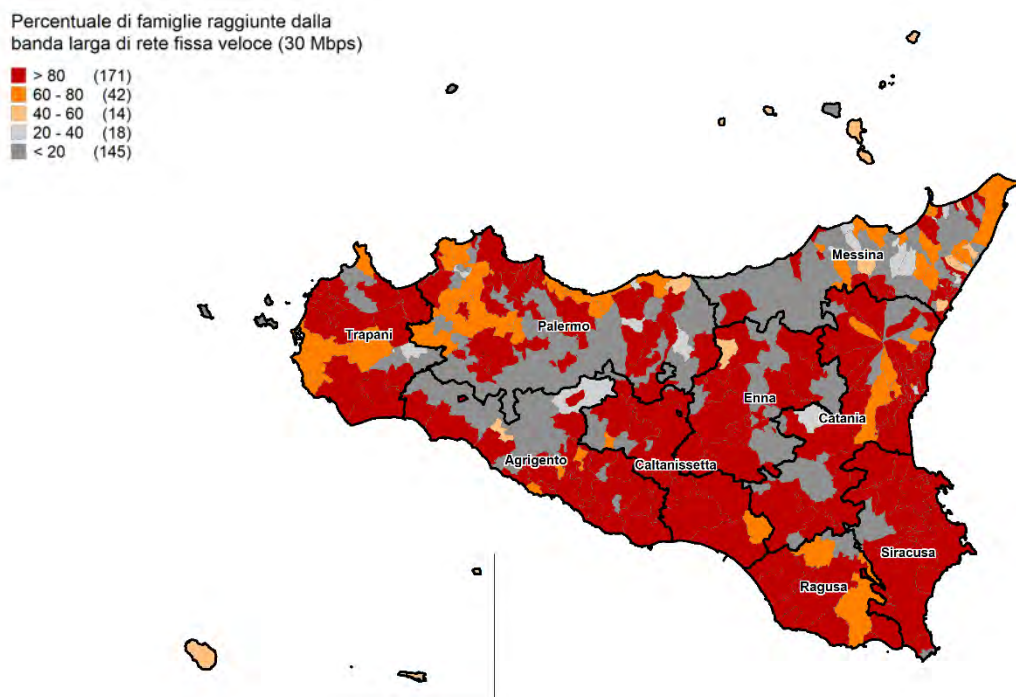 Percentuale di famiglie raggiunte dalla
banda larga di rete fissa veloce (30 Mbps)
> 80 (171)
60 - 80 (42)
40 - 60 (14)
20 - 40 (18)
< 20 (145)
Messina
Palermo
Trapani
Enna
Catania
Agrigento
Caltanissetta
Siracusa
Ragusa